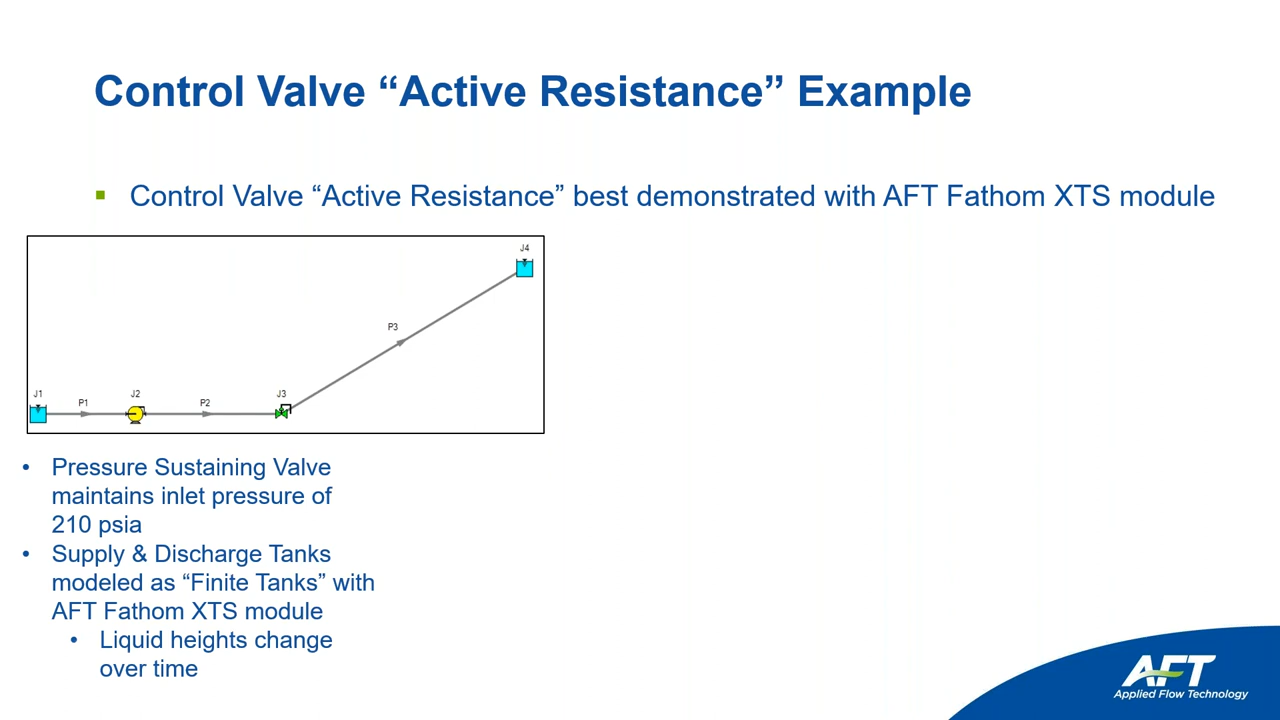 Control Valve “Active Resistance” Example
▪ Control Valve “Active Resistance” best demonstrated with AFT Fathom XTS module
J4
P3
J1
P1
J2
P2
J3
• Pressure Sustaining Valve
maintains inlet pressure of
210 psia
• Supply & Discharge Tanks
modeled as “Finite Tanks” with
AFT Fathom XTS module
• Liquid heights change
over time
AFT
Applied Flow Technology